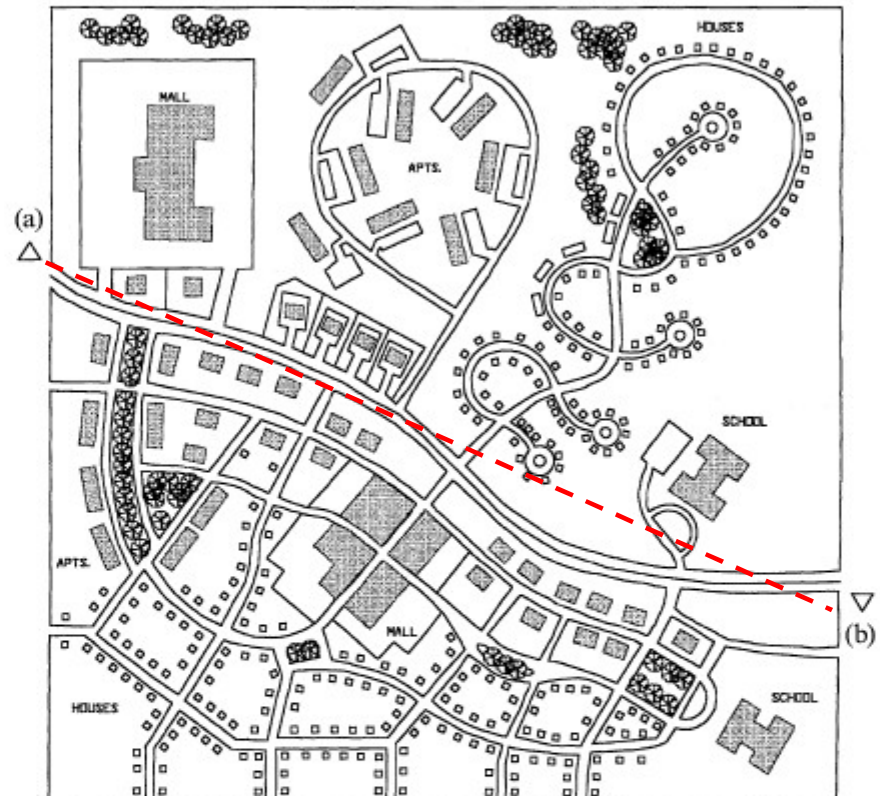 HOUSES
MALL
APTS.
(a)
SCHOOL
APTS.
MALL
(b)
HOUSES
SCHOOL